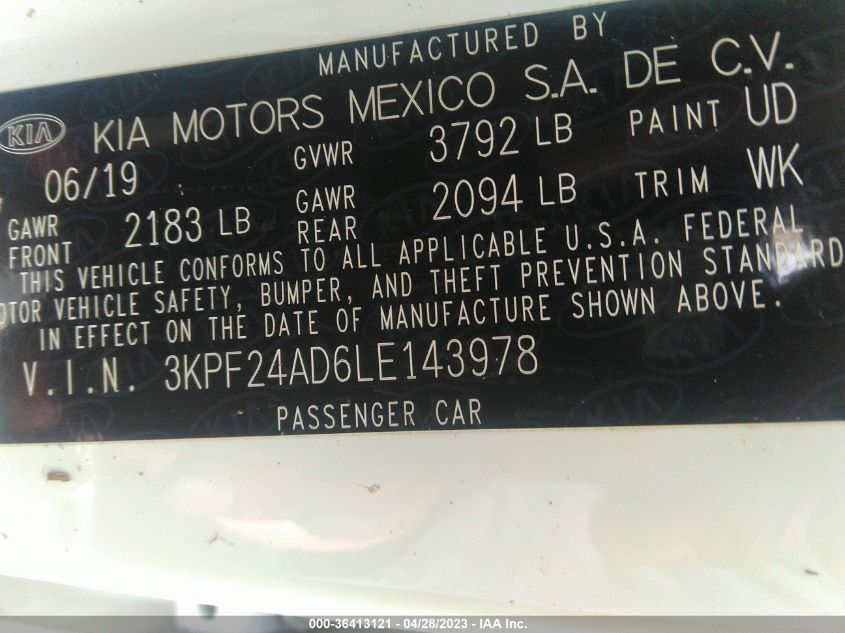 MANUFACTURED BY
KIA KIA MOTORS MEXICO S.A. DE C.V.
06/19 GVWR 3792 LB PAINT UD
GAWR FRONT 2183 LB GAWR REAR 2094 LB TRIM WK
THIS VEHICLE CONFORMS TO ALL APPLICABLE U.S.A. FEDERAL
OTOR VEHICLE SAFETY, BUMPER, AND THEFT PREVENTION STANDARD
IN EFFECT ON THE DATE OF MANUFACTURE SHOWN ABOVE.
V.I.N. 3KPF24AD6LE143978
PASSENGER CAR
000-36413121 - 04/28/2023 - IAA Inc.